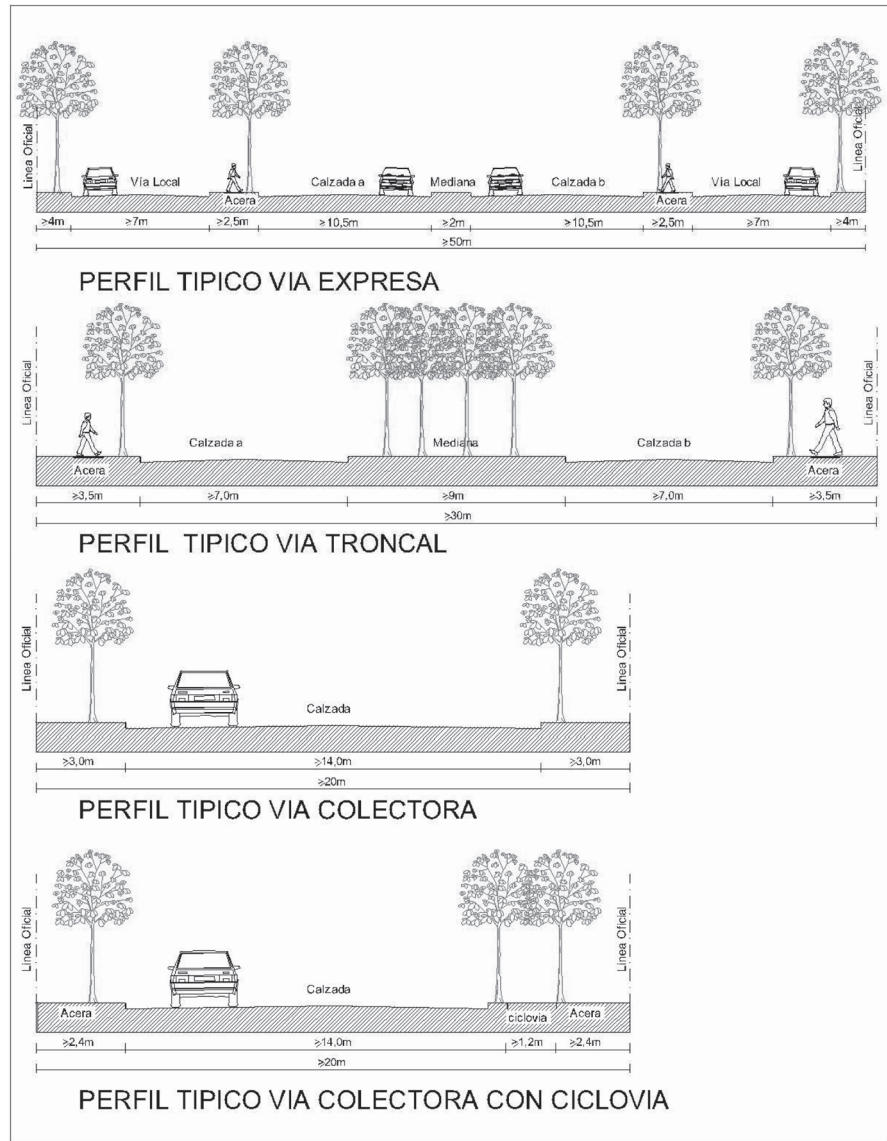 Linea Oficial
Linea Oficial
Vía Local
Calzada a
Mediana
Calzada b
Vía Local
Acera
Acera
≥4m ≥7m ≥2,5m ≥10,5m ≥2m ≥10,5m ≥2,5m ≥7m ≥4m
≥50m
PERFIL TIPICO VIA EXPRESA
Linea Oficial
Linea Oficial
Calzada a
Mediana
Calzada b
Acera
Acera
≥3,5m ≥7,0m ≥9m ≥7,0m ≥3,5m
≥30m
PERFIL TIPICO VIA TRONCAL
Linea Oficial
Linea Oficial
Calzada
≥3,0m ≥14,0m ≥3,0m
≥20m
PERFIL TIPICO VIA COLECTORA
Linea Oficial
Linea Oficial
Calzada
Acera
ciclovia
Acera
≥2,4m ≥14,0m ≥1,2m ≥2,4m
≥20m
PERFIL TIPICO VIA COLECTORA CON CICLOVIA